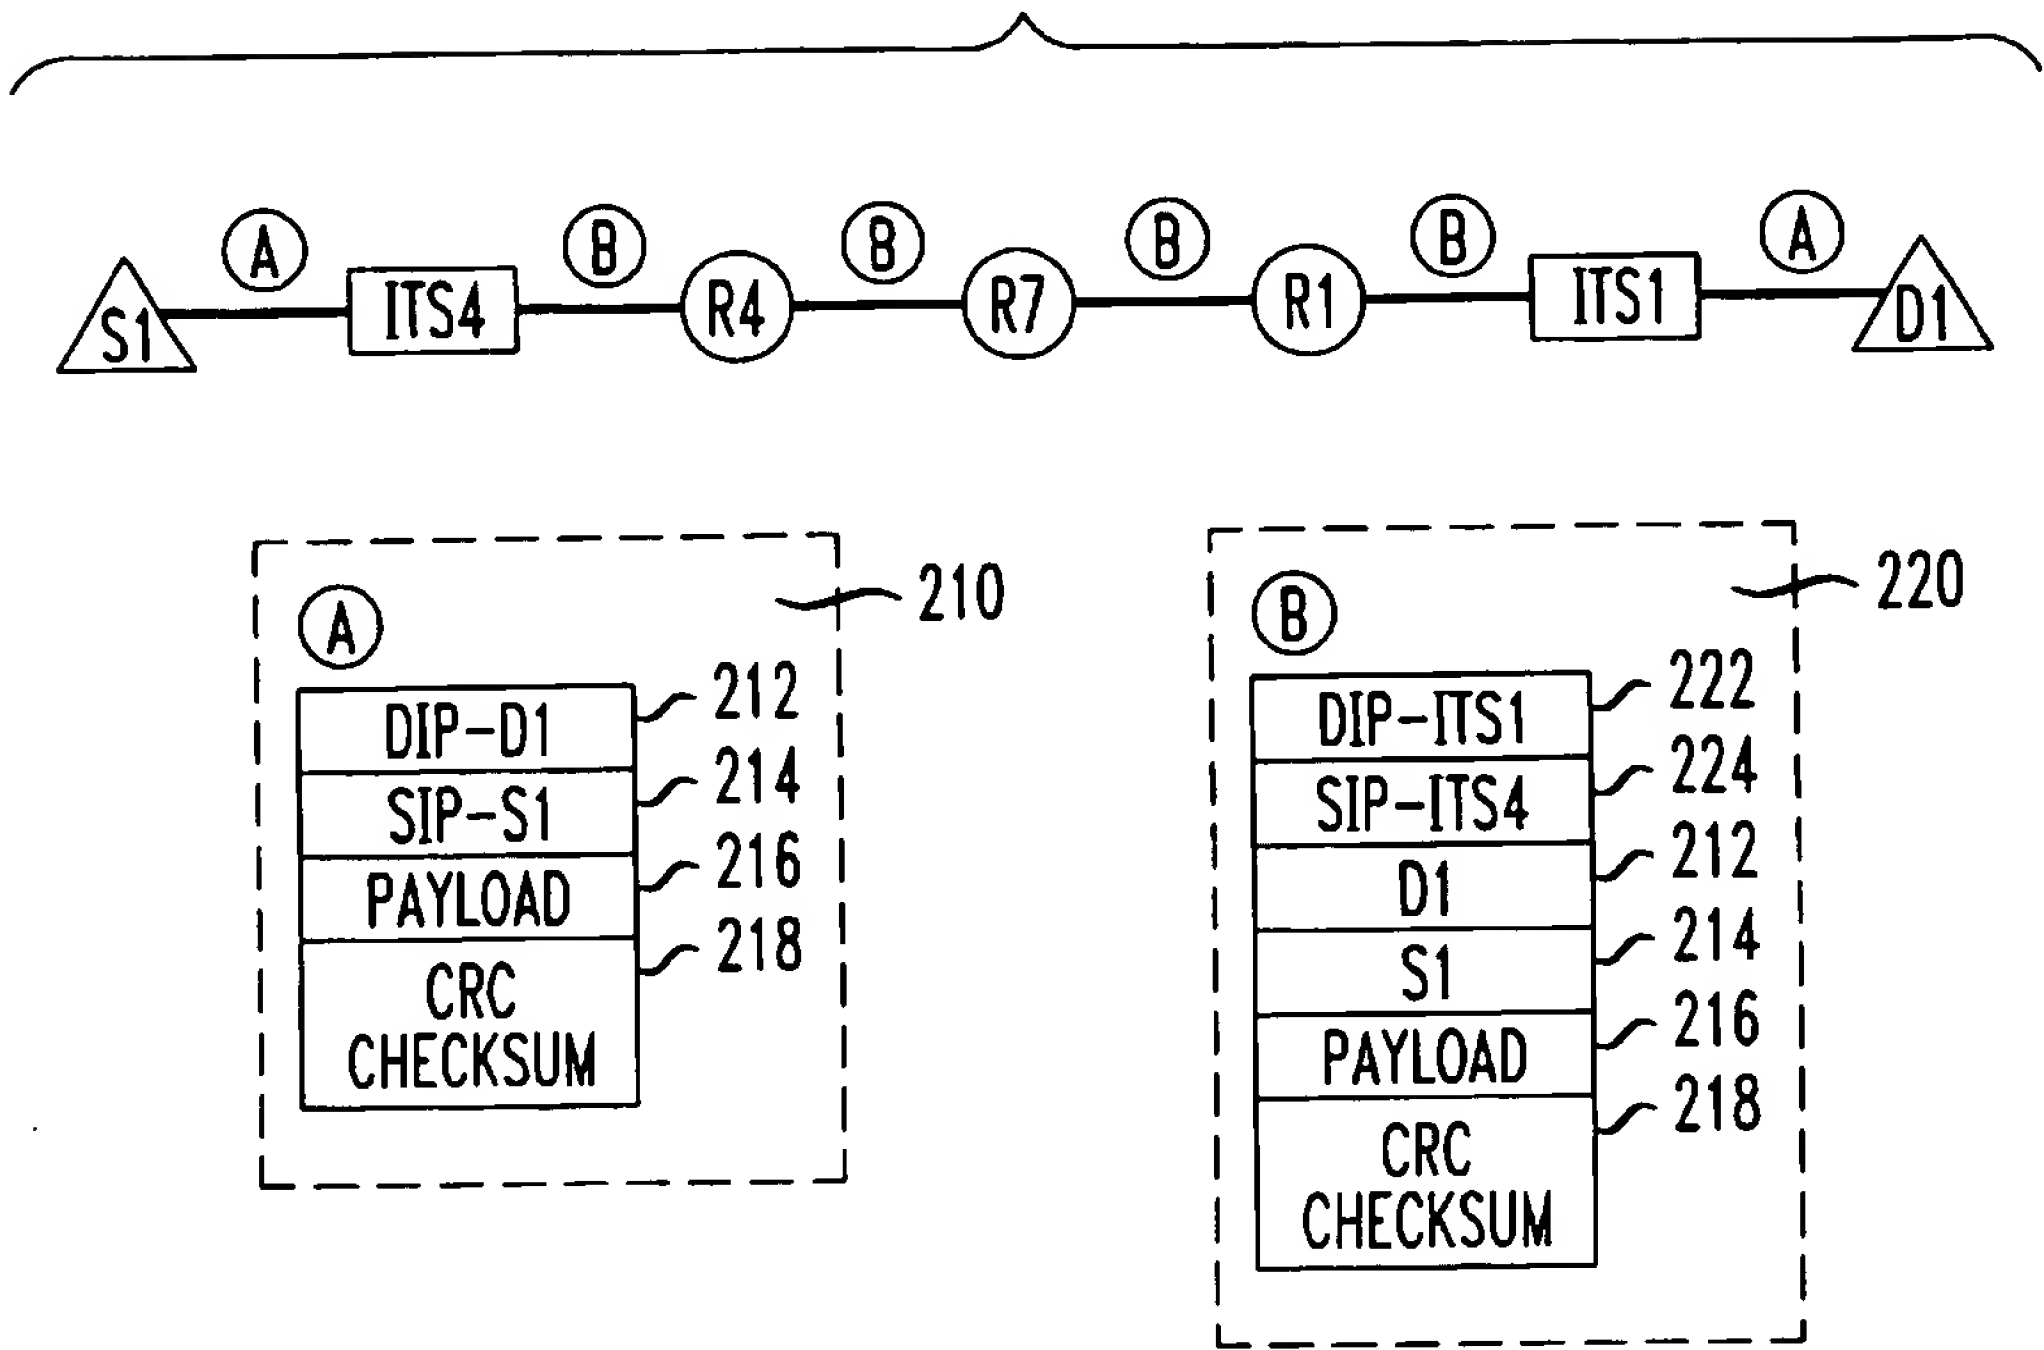 A B B B B A
S1 ITS4 R4 R7 R1 ITS1 D1
A 210
DIP-D1 212
SIP-S1 214
PAYLOAD 216
CRC 218
CHECKSUM
B 220
DIP-ITS1 222
SIP-ITS4 224
D1 212
S1 214
PAYLOAD 216
CRC 218
CHECKSUM